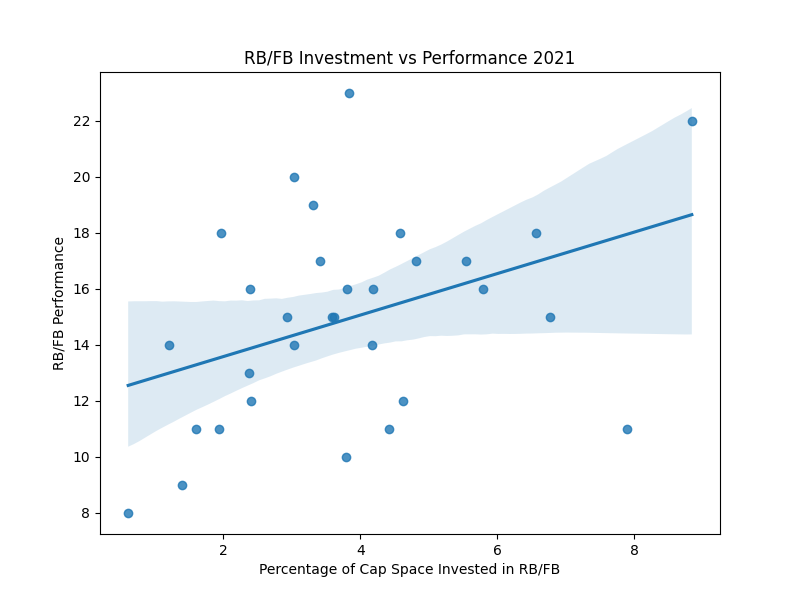 RB/FB Investment vs Performance 2021
RB/FB Performance
22
20
18
16
14
12
10
8
2 4 6 8
Percentage of Cap Space Invested in RB/FB